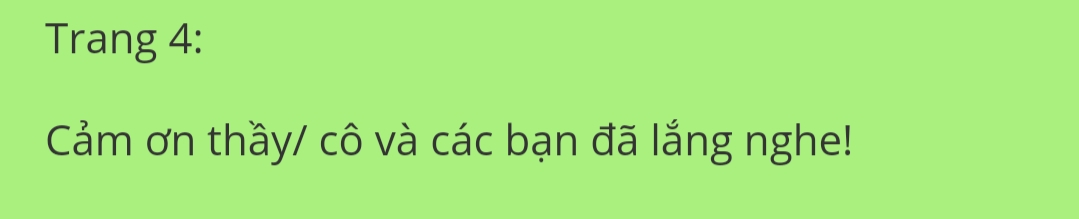 Trang 4:
Cảm ơn thầy/ cô và các bạn đã lắng nghe!